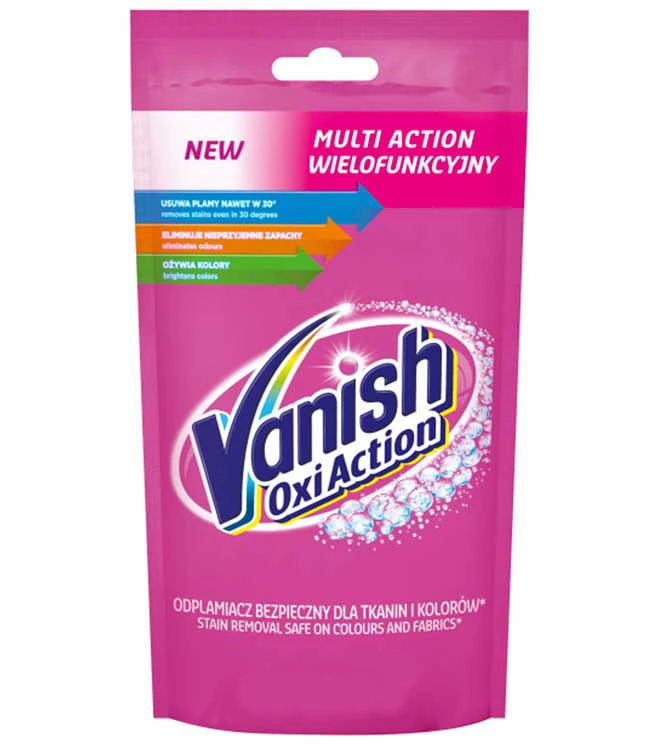 NEW
MULTI ACTION
WIELOFUNKCYJNY
USUWA PLAMY NAWET W 30°
removes stains even in 30 degrees
ELIMINUJE NIEPRZYJEMNE ZAPACHY
eliminates odours
OŻYWIA KOLORY
brightens colors
Vanish
Oxi Action
ODPLAMIACZ BEZPIECZNY DLA TKANIN I KOLORÓW*
STAIN REMOVAL SAFE ON COLOURS AND FABRICS*